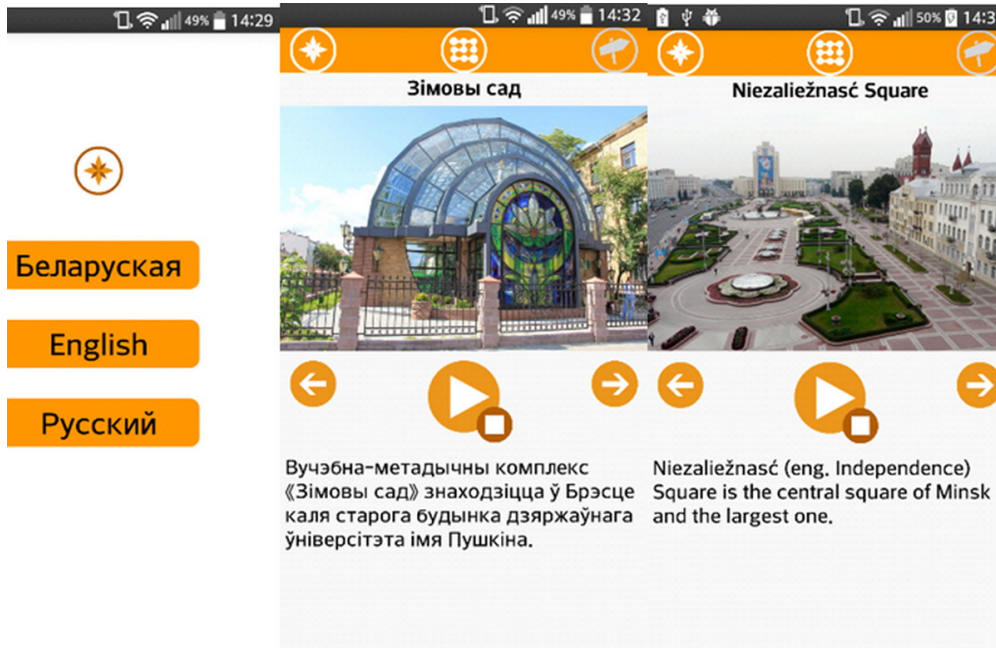 49% 14:29
Беларуская
English
Русский
49% 14:32
Зімовы сад
Вучэбна-метадычны комплекс
《Зімовы сад》 знаходзіцца ў Брэсце
каля старога будынка дзяржаўнага
ўніверсітэта імя Пушкіна.
50% 14:3
Niezaliežnasć Square
Niezaliežnasć (eng. Independence)
Square is the central square of Minsk
and the largest one.